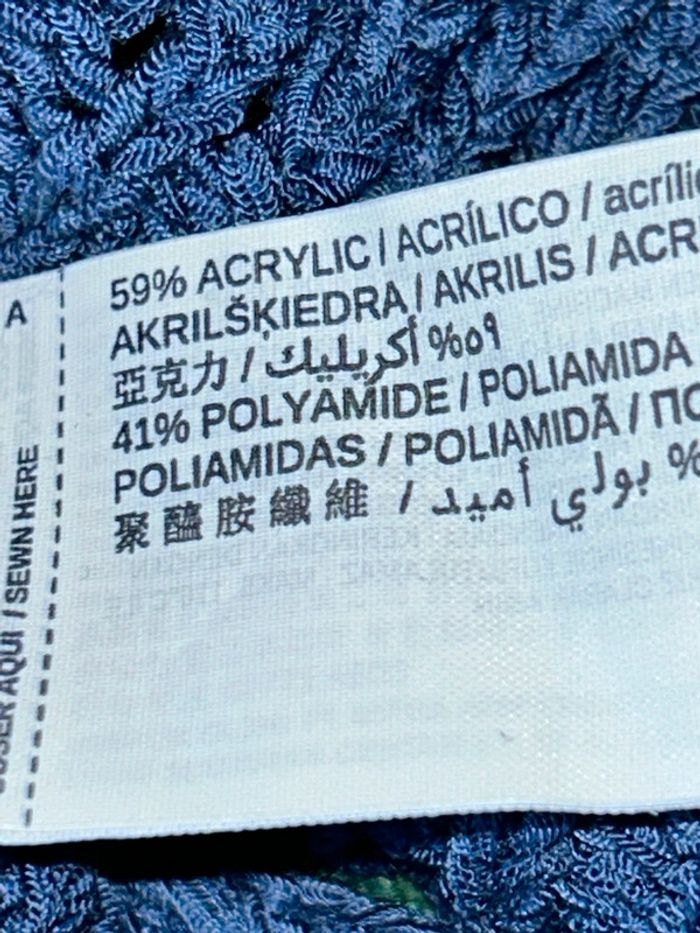 59% ACRYLIC / ACRÍLICO / acríli
AKRILŠĶIEDRA / AKRILIS / ACR
亞克力 / أكريليك %٥٩
41% POLYAMIDE / POLIAMIDA
POLIAMIDAS / POLIAMIDĂ / ПО
聚醯胺纖維 / بولي أميد %
A
COSER AQUÍ / SEWN HERE